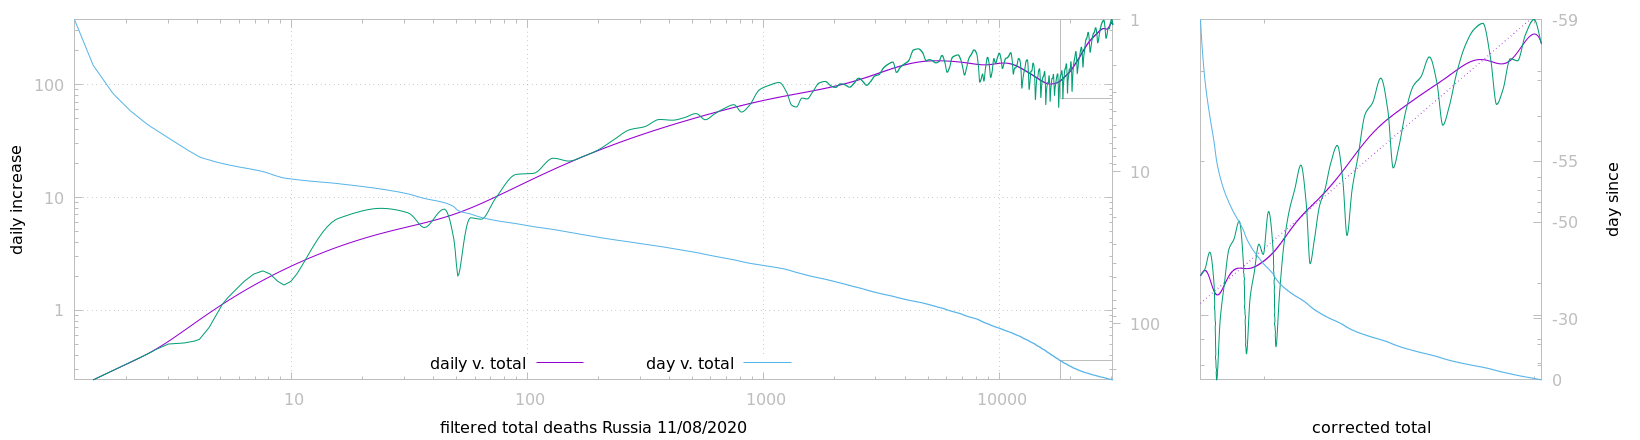 daily increase
100
10
1
1
10
100
daily v. total
day v. total
10
100
1000
10000
filtered total deaths Russia 11/08/2020
-59
-55
-50
-30
0
day since
corrected total